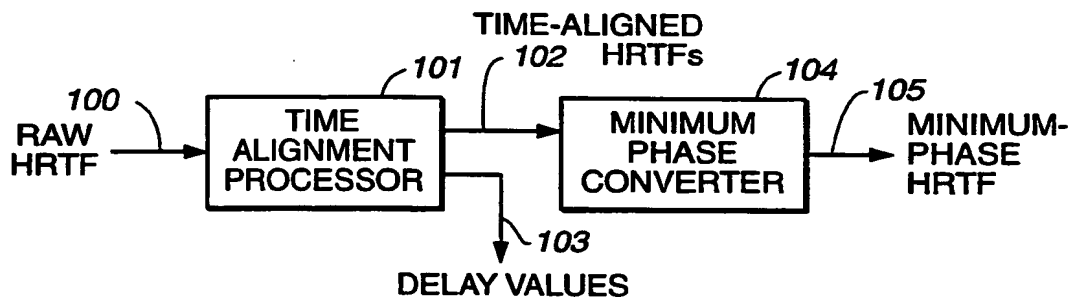 100
RAW
HRTF
101
TIME
ALIGNMENT
PROCESSOR
TIME-ALIGNED
HRTFs
102
103
DELAY VALUES
104
MINIMUM
PHASE
CONVERTER
105
MINIMUM-
PHASE
HRTF